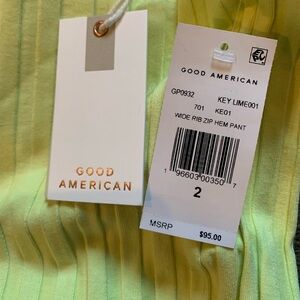 GOOD
AMERICAN
GOOD AMERICAN
GP0932 KEY LIME001
701 KE01
WIDE RIB ZIP HEM PANT
1 96603 00350 7
2
MSRP $95.00